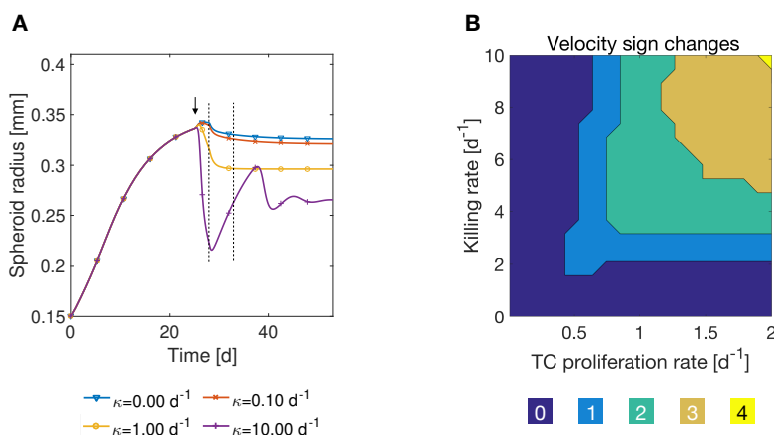 A
B
Velocity sign changes
0.4
0.35
0.3
0.25
0.2
0.15
Spheroid radius [mm]
0
20
40
Time [d]
κ=0.00 d⁻¹
κ=0.10 d⁻¹
κ=1.00 d⁻¹
κ=10.00 d⁻¹
10
8
6
4
2
0
Killing rate [d⁻¹]
0.5
1
1.5
2
TC proliferation rate [d⁻¹]
0
1
2
3
4